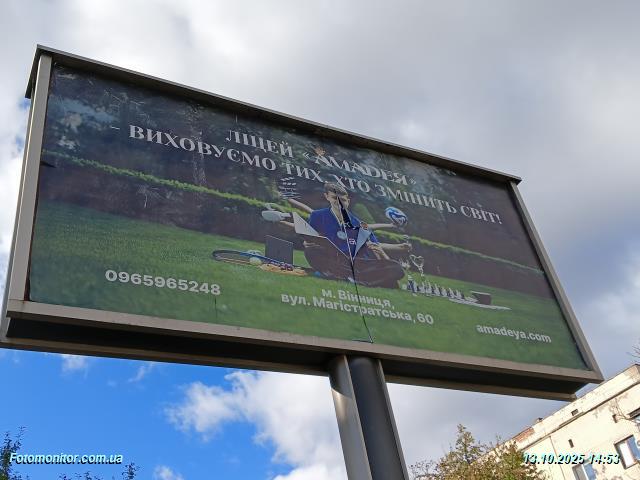 ЛІЦЕЙ «AMАDEЯ»
– ВИХОВУЄМО ТИХ, ХТО ЗМІНИТЬ СВІТ!
0965965248
м. Вінниця,
вул. Магістратська, 60
amadeya.com
Fotomonitor.com.ua
13.10.2025 14:53